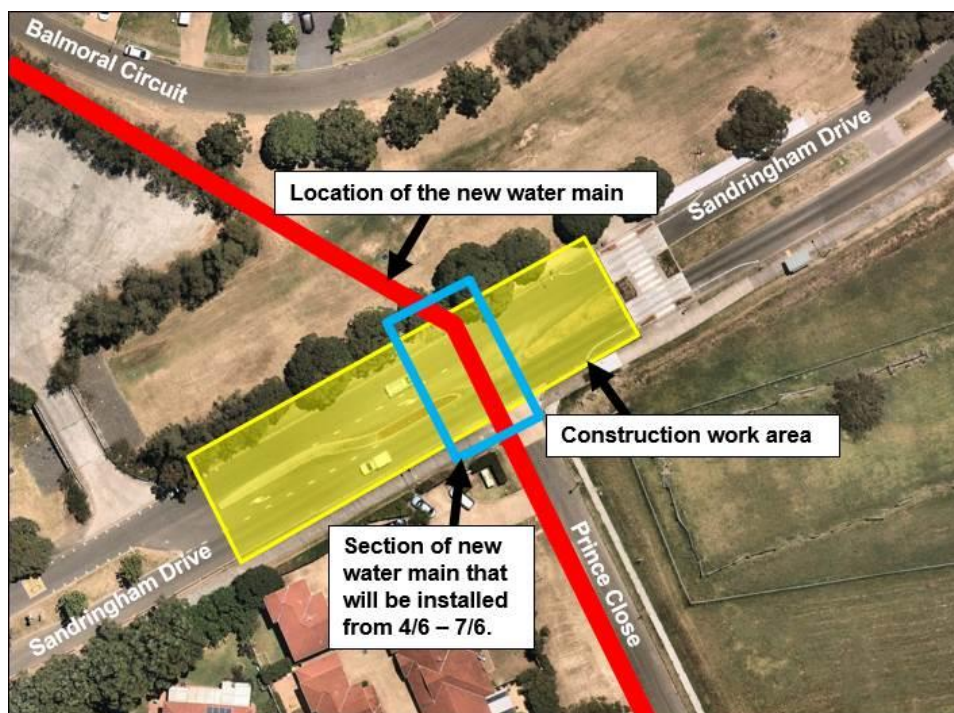 Balmoral Circuit
Location of the new water main
Sandringham Drive
Construction work area
Section of new
water main that
will be installed
from 4/6 – 7/6.
Sandringham Drive
Prince Close